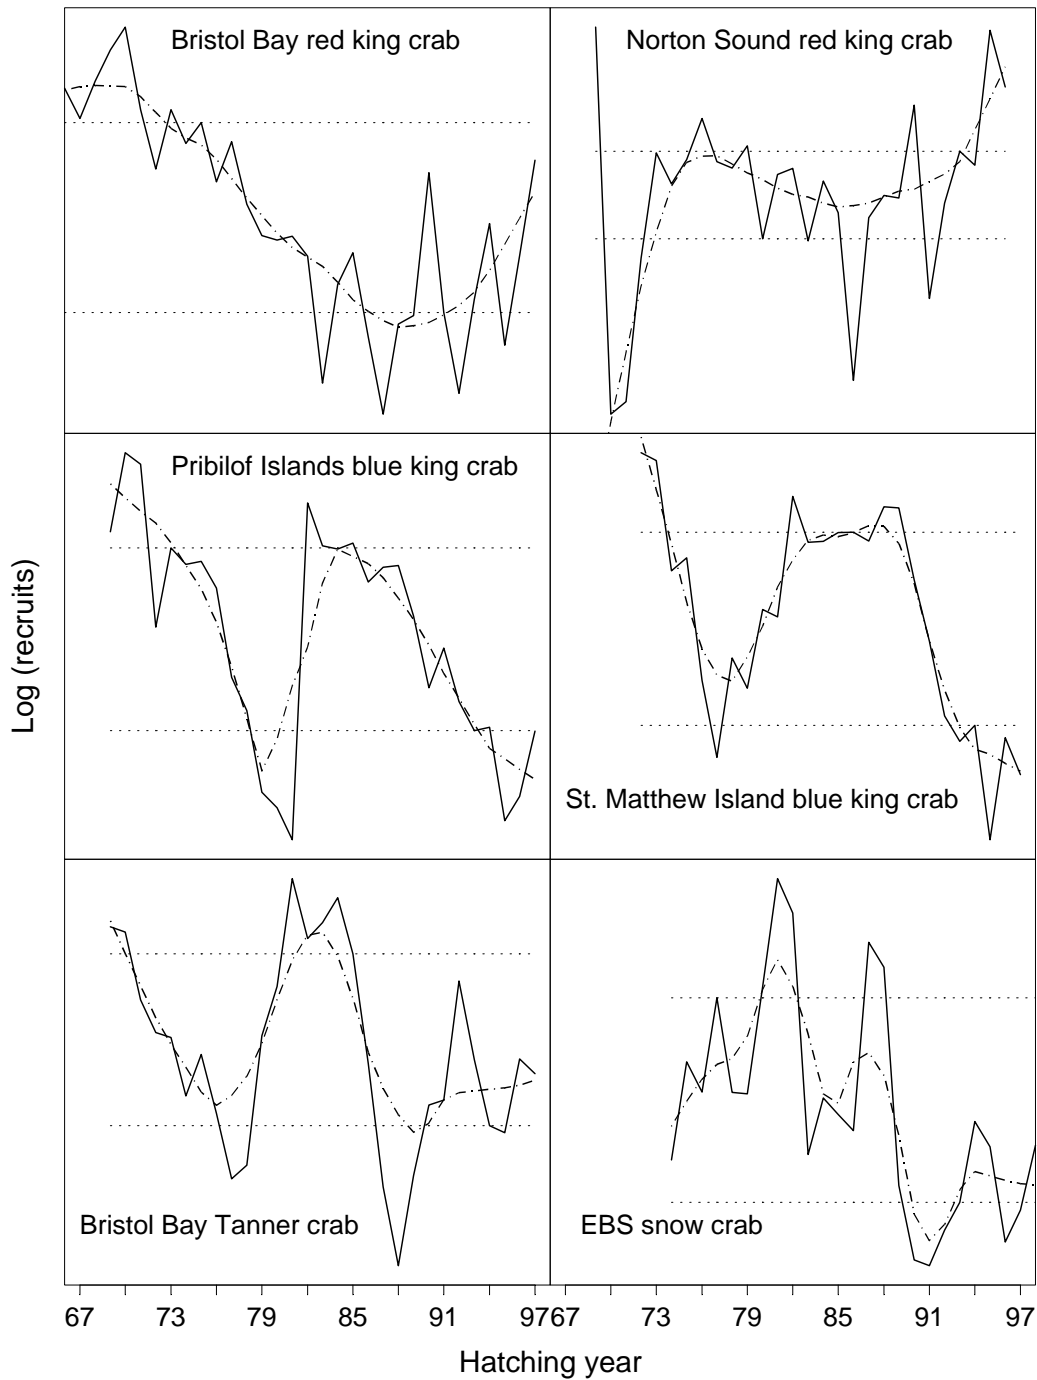 Bristol Bay red king crab
Norton Sound red king crab
Pribilof Islands blue king crab
St. Matthew Island blue king crab
Log (recruits)
Bristol Bay Tanner crab
EBS snow crab
67 73 79 85 91 97 67 73 79 85 91 97
Hatching year